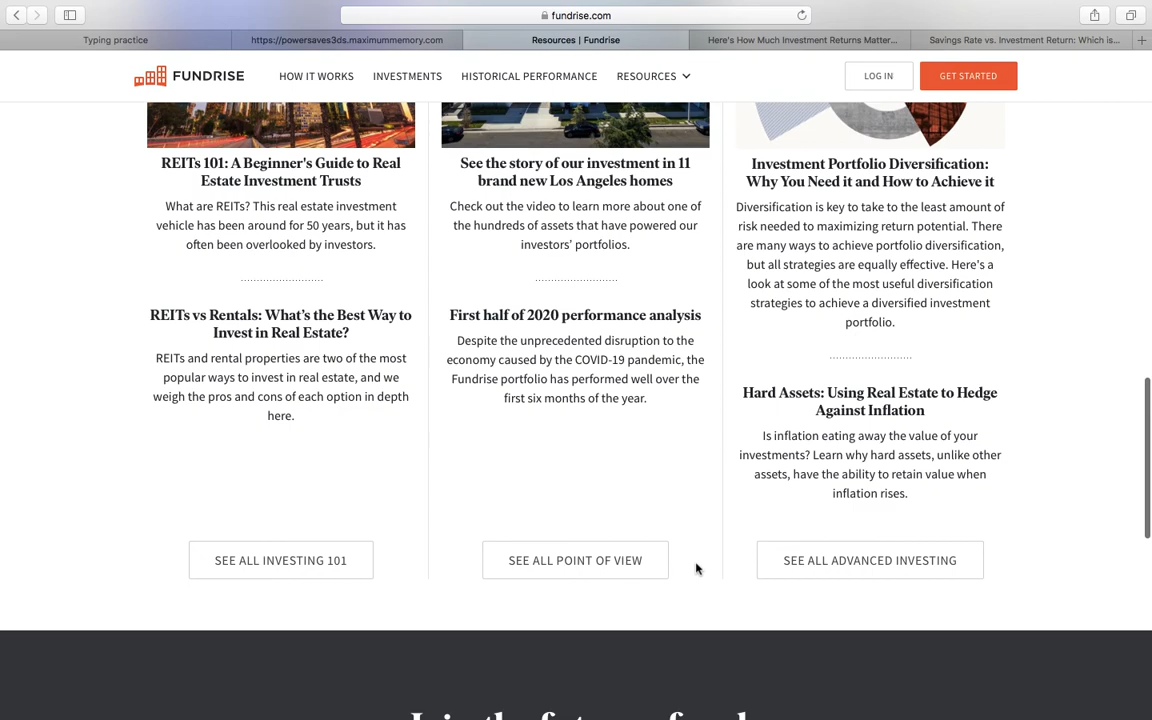 fundrise.com
Typing practice
https://powersaves3ds.maximummemory.com
Resources | Fundrise
Here's How Much Investment Returns Matter...
Savings Rate vs. Investment Return: Which is...
FUNDRISE
HOW IT WORKS
INVESTMENTS
HISTORICAL PERFORMANCE
RESOURCES
LOG IN
GET STARTED
REITs 101: A Beginner's Guide to Real
Estate Investment Trusts
What are REITs? This real estate investment
vehicle has been around for 50 years, but it has
often been overlooked by investors.
REITs vs Rentals: What's the Best Way to
Invest in Real Estate?
REITs and rental properties are two of the most
popular ways to invest in real estate, and we
weigh the pros and cons of each option in depth
here.
SEE ALL INVESTING 101
See the story of our investment in 11
brand new Los Angeles homes
Check out the video to learn more about one of
the hundreds of assets that have powered our
investors' portfolios.
First half of 2020 performance analysis
Despite the unprecedented disruption to the
economy caused by the COVID-19 pandemic, the
Fundrise portfolio has performed well over the
first six months of the year.
SEE ALL POINT OF VIEW
Investment Portfolio Diversification:
Why You Need it and How to Achieve it
Diversification is key to take to the least amount of
risk needed to maximizing return potential. There
are many ways to achieve portfolio diversification,
but all strategies are equally effective. Here's a
look at some of the most useful diversification
strategies to achieve a diversified investment
portfolio.
Hard Assets: Using Real Estate to Hedge
Against Inflation
Is inflation eating away the value of your
investments? Learn why hard assets, unlike other
assets, have the ability to retain value when
inflation rises.
SEE ALL ADVANCED INVESTING